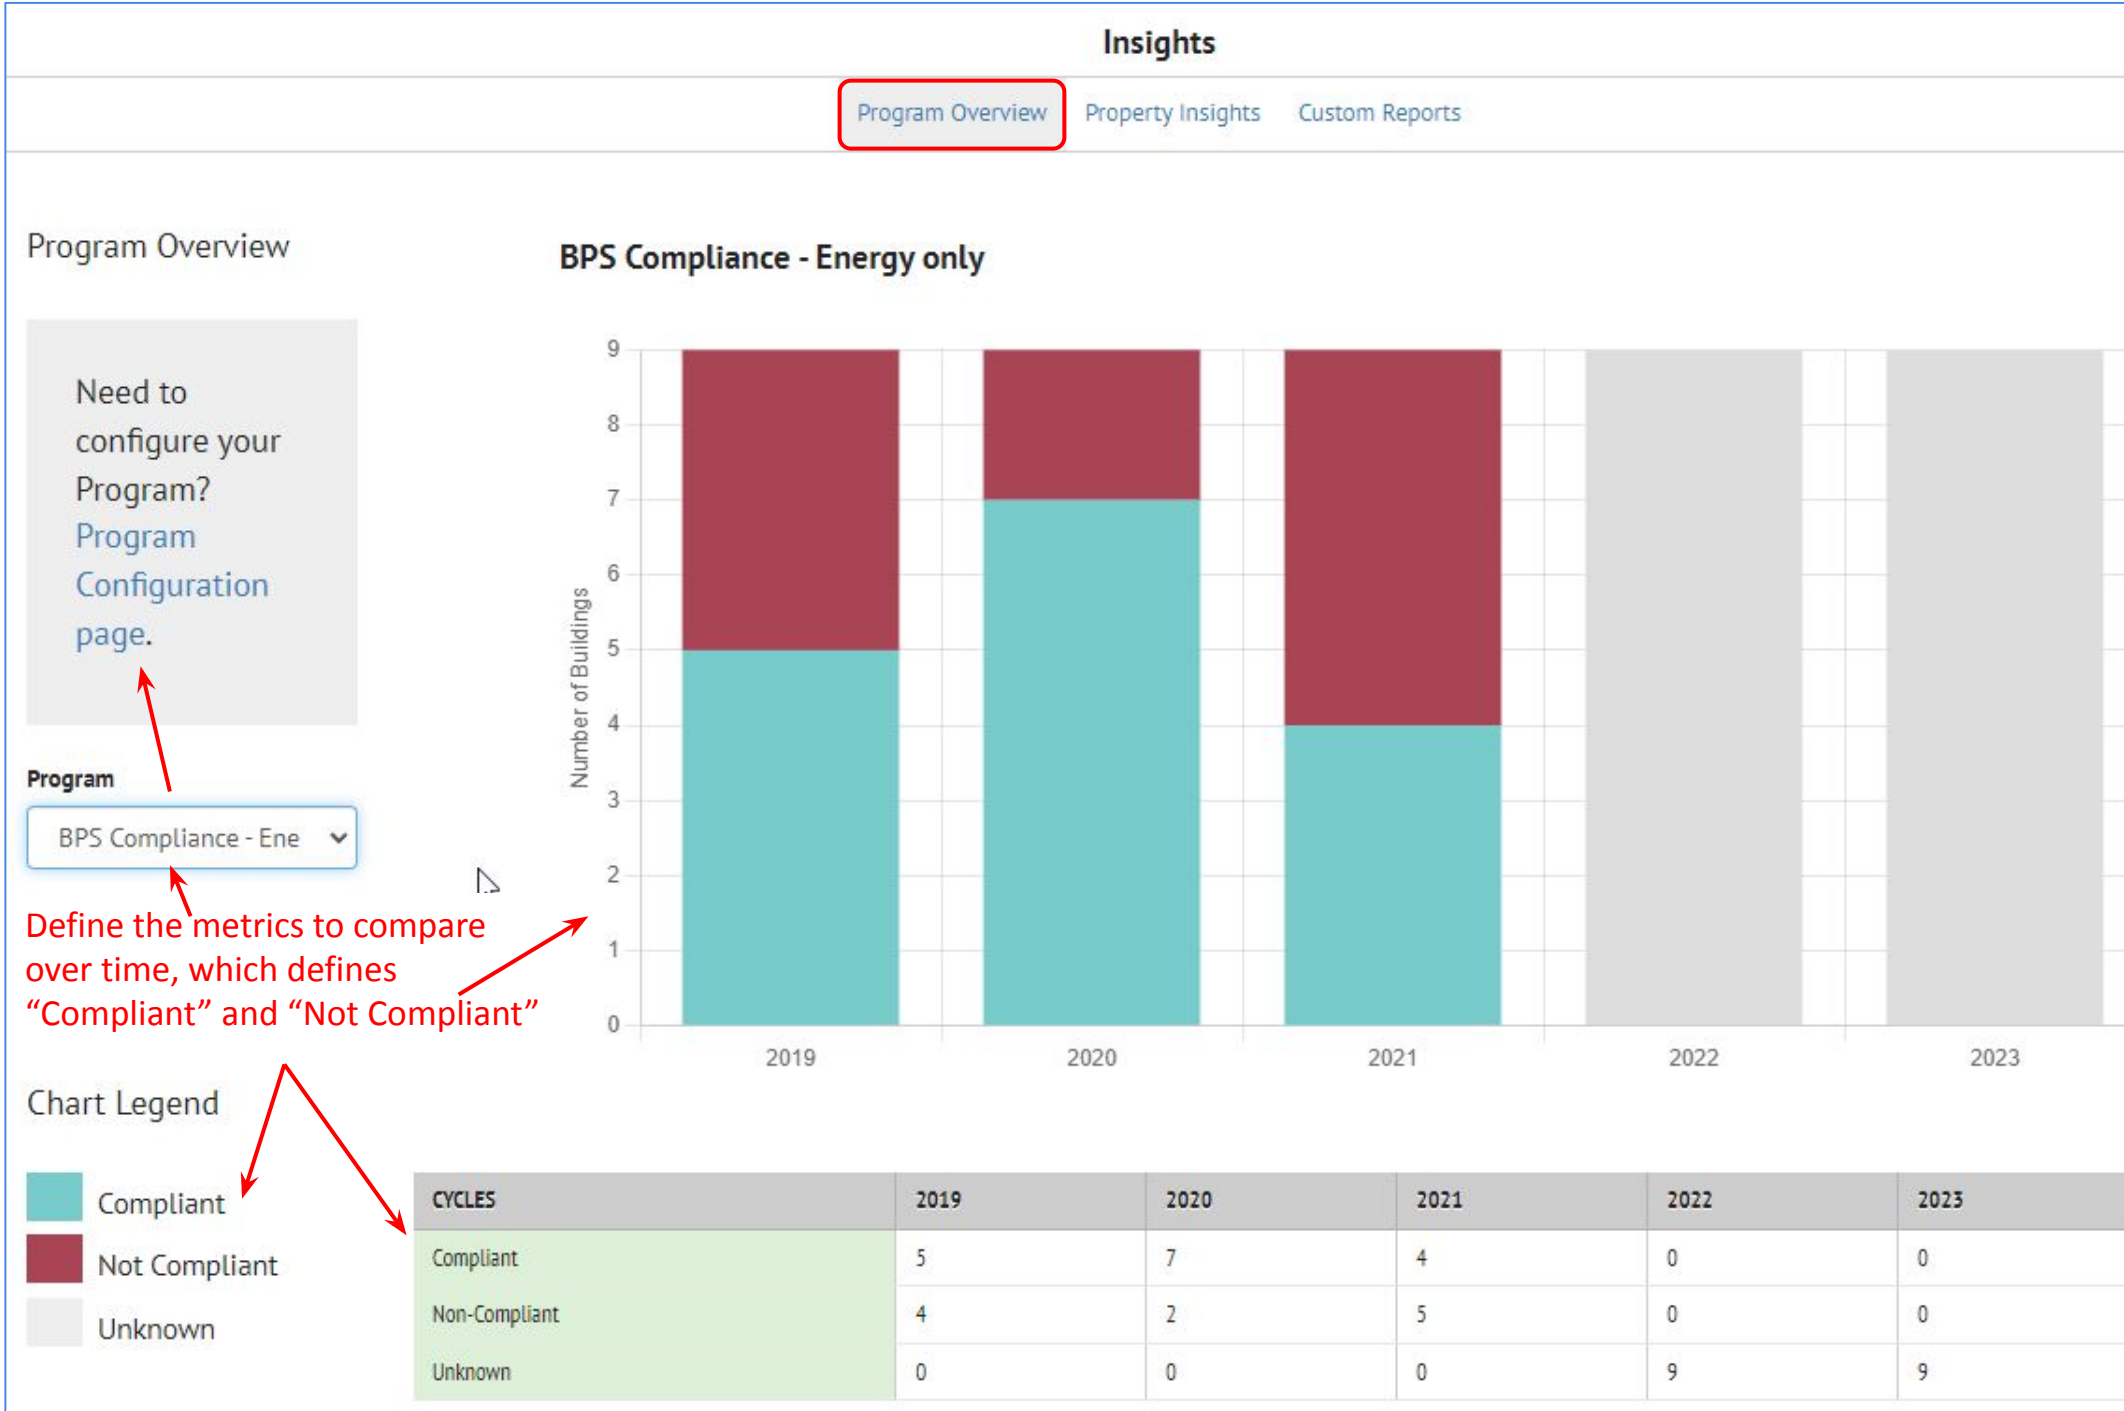 Insights
Program Overview Property Insights Custom Reports
Program Overview
Need to
configure your
Program?
Program
Configuration
page.
Program
BPS Compliance - Ene
Define the metrics to compare
over time, which defines
“Compliant” and “Not Compliant”
Chart Legend
Compliant
Not Compliant
Unknown
BPS Compliance - Energy only
Number of Buildings
9
8
7
6
5
4
3
2
1
0
2019 2020 2021 2022 2023
CYCLES 2019 2020 2021 2022 2023
Compliant 5 7 4 0 0
Non-Compliant 4 2 5 0 0
Unknown 0 0 0 9 9